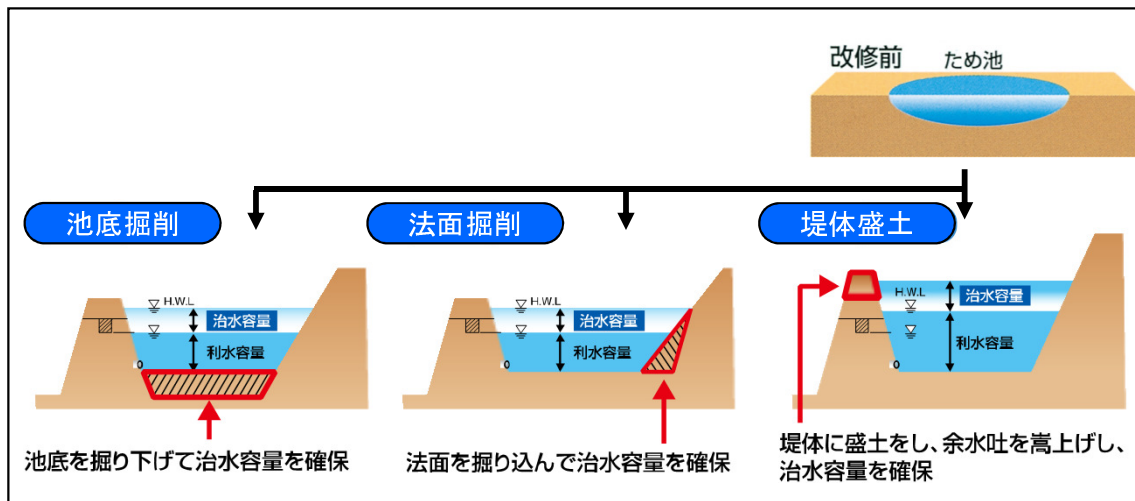 改修前
ため池
池底掘削
法面掘削
堤体盛土
H.W.L
治水容量
利水容量
池底を掘り下げて治水容量を確保
H.W.L
治水容量
利水容量
法面を掘り込んで治水容量を確保
H.W.L
治水容量
利水容量
堤体に盛土をし、余水吐を嵩上げし、
治水容量を確保